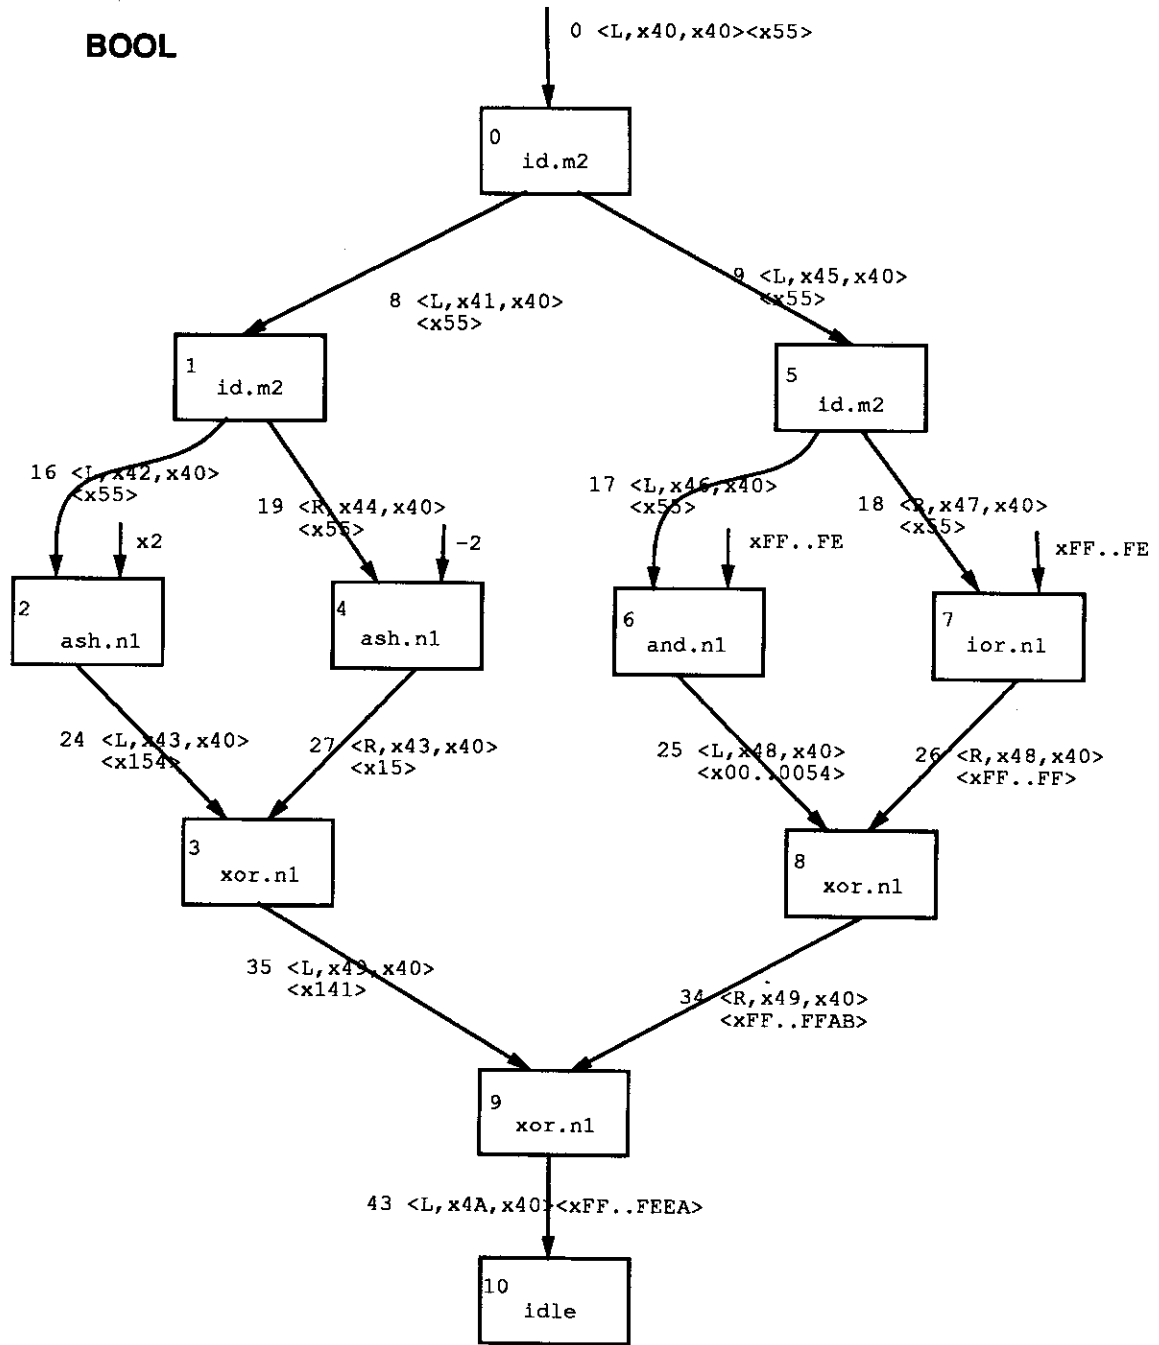 BOOL
0 <L,x40,x40><x55>
0
id.m2
8 <L,x41,x40>
<x55>
9 <L,x45,x40>
<x55>
1
id.m2
5
id.m2
16 <L,x42,x40>
<x55>
19 <R,x44,x40>
<x55>
17 <L,x46,x40>
<x55>
18 <R,x47,x40>
<x55>
x2
-2
xFF..FE
xFF..FE
2
ash.n1
4
ash.n1
6
and.n1
7
ior.n1
24 <L,x43,x40>
<x154>
27 <R,x43,x40>
<x15>
25 <L,x48,x40>
<x00..0054>
26 <R,x48,x40>
<xFF..FF>
3
xor.n1
8
xor.n1
35 <L,x49,x40>
<x141>
34 <R,x49,x40>
<xFF..FFAB>
9
xor.n1
43 <L,x4A,x40><xFF..FEEA>
10
idle